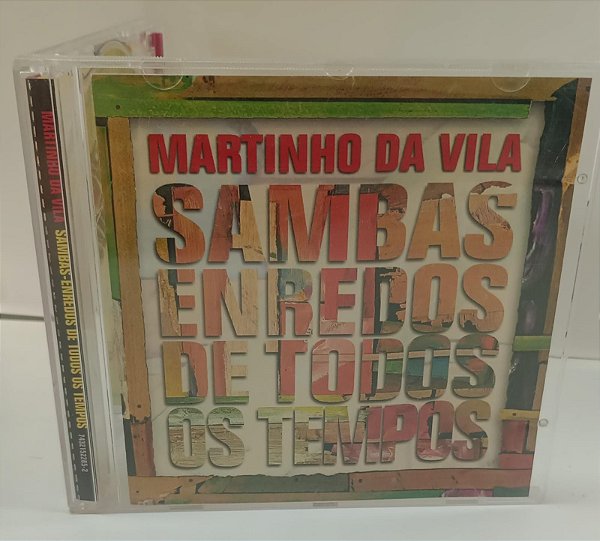 MARTINHO DA VILA
SAMBAS
ENREDOS
DE TODOS
OS TEMPOS
MARTINHO DA VILA SAMBAS-ENREDOS DE TODOS OS TEMPOS